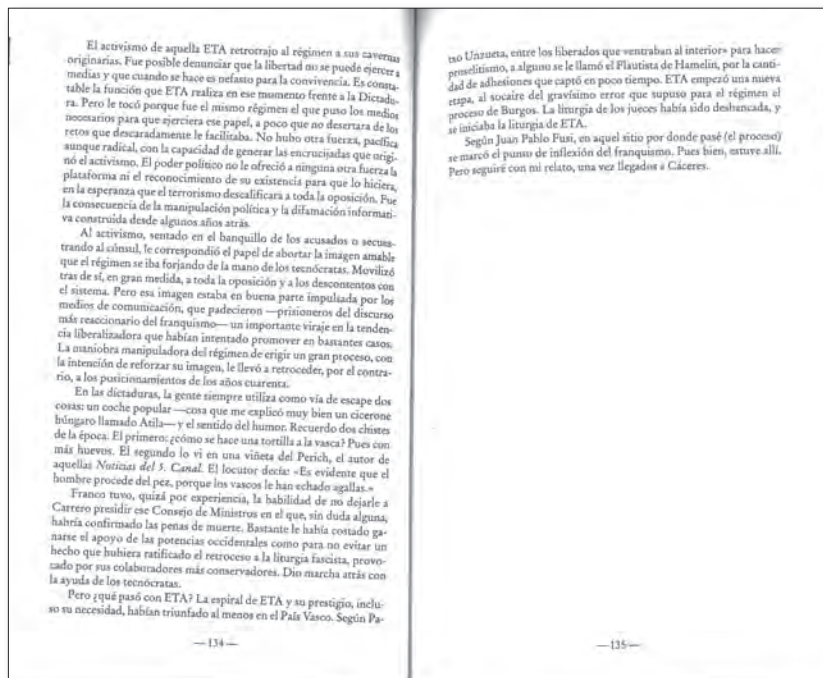 El activismo de aquella ETA retrotrajo al régimen a sus cavernas
originarias. Fue posible denunciar que la libertad no se puede ejercer a
medias y que cuando se hace es nefasto para la convivencia. Es consta-
table la función que ETA realiza en ese momento frente a la Dictadu-
ra. Pero le tocó porque fue el mismo régimen el que puso los medios
necesarios para que ejerciera ese papel, a poco que no desertara de los
retos que descaradamente le facilitaba. No hubo otra fuerza, pacífica
aunque radical, con la capacidad de generar las encrucijadas que origi-
nó el activismo. El poder político no le ofreció a ninguna otra fuerza la
plataforma ni el reconocimiento de su existencia para que lo hiciera,
en la esperanza que el terrorismo descalificara a toda la oposición. Fue
la consecuencia de la manipulación política y la difamación informati-
va construida desde algunos años atrás.
Al activismo, sentado en el banquillo de los acusados o secues-
trando al cónsul, le correspondió el papel de abortar la imagen amable
que el régimen se iba forjando de la mano de los tecnócratas. Movilizó
tras de sí, en gran medida, a toda la oposición y a los descontentos con
el sistema. Pero esa imagen estaba en buena parte impulsada por los
medios de comunicación, que padecieron —prisioneros del discurso
más reaccionario del franquismo— un importante viraje en la tenden-
cia liberalizadora que habían intentado promover en bastantes casos.
La maniobra manipuladora del régimen de erigir un gran proceso, con
la intención de reforzar su imagen, le llevó a retroceder, por el contra-
rio, a los posicionamientos de los años cuarenta.
En las dictaduras, la gente siempre utiliza como vía de escape dos
cosas: un coche popular —cosa que me explicó muy bien un cicerone
húngaro llamado Atila— y el sentido del humor. Recuerdo dos chistes
de la época. El primero: ¿cómo se hace una tortilla a la vasca? Pues con
más huevos. El segundo lo vi en una viñeta del Perich, el autor de
aquellas Noticias del 5. Canal. El locutor decía: «Es evidente que el
hombre procede del pez, porque los vascos le han echado agallas.»
Franco tuvo, quizá por experiencia, la habilidad de no dejarle a
Carrero presidir ese Consejo de Ministros en el que, sin duda alguna,
habría confirmado las penas de muerte. Bastante le había costado ga-
narse el apoyo de las potencias occidentales como para no evitar un
hecho que hubiera ratificado el retroceso a la liturgia fascista, provo-
cado por sus colaboradores más conservadores. Dio marcha atrás con
la ayuda de los tecnócratas.
Pero ¿qué pasó con ETA? La espiral de ETA y su prestigio, inclu-
so su necesidad, habían triunfado al menos en el País Vasco. Según Pa-
—134—
txo Unzueta, entre los liberados que «entraban al interior» para hacer
proselitismo, a alguno se le llamó el Flautista de Hamelin, por la canti-
dad de adhesiones que captó en poco tiempo. ETA empezó una nueva
etapa, al socaire del gravísimo error que supuso para el régimen el
proceso de Burgos. La liturgia de los jueces había sido desbancada, y
se iniciaba la liturgia de ETA.
Según Juan Pablo Fusi, en aquel sitio por donde pasé (el proceso)
se marcó el punto de inflexión del franquismo. Pues bien, estuve allí.
Pero seguiré con mi relato, una vez llegados a Cáceres.
—135—